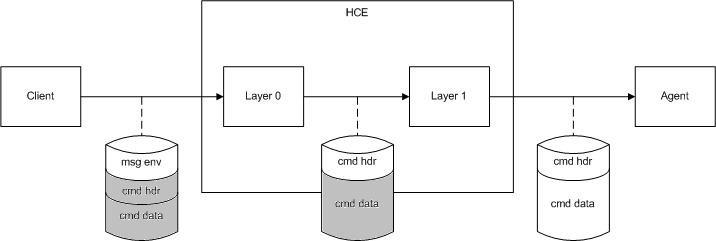 HCE
Client
Layer 0
Layer 1
Agent
msg env
cmd hdr
cmd data
cmd hdr
cmd data
cmd hdr
cmd data